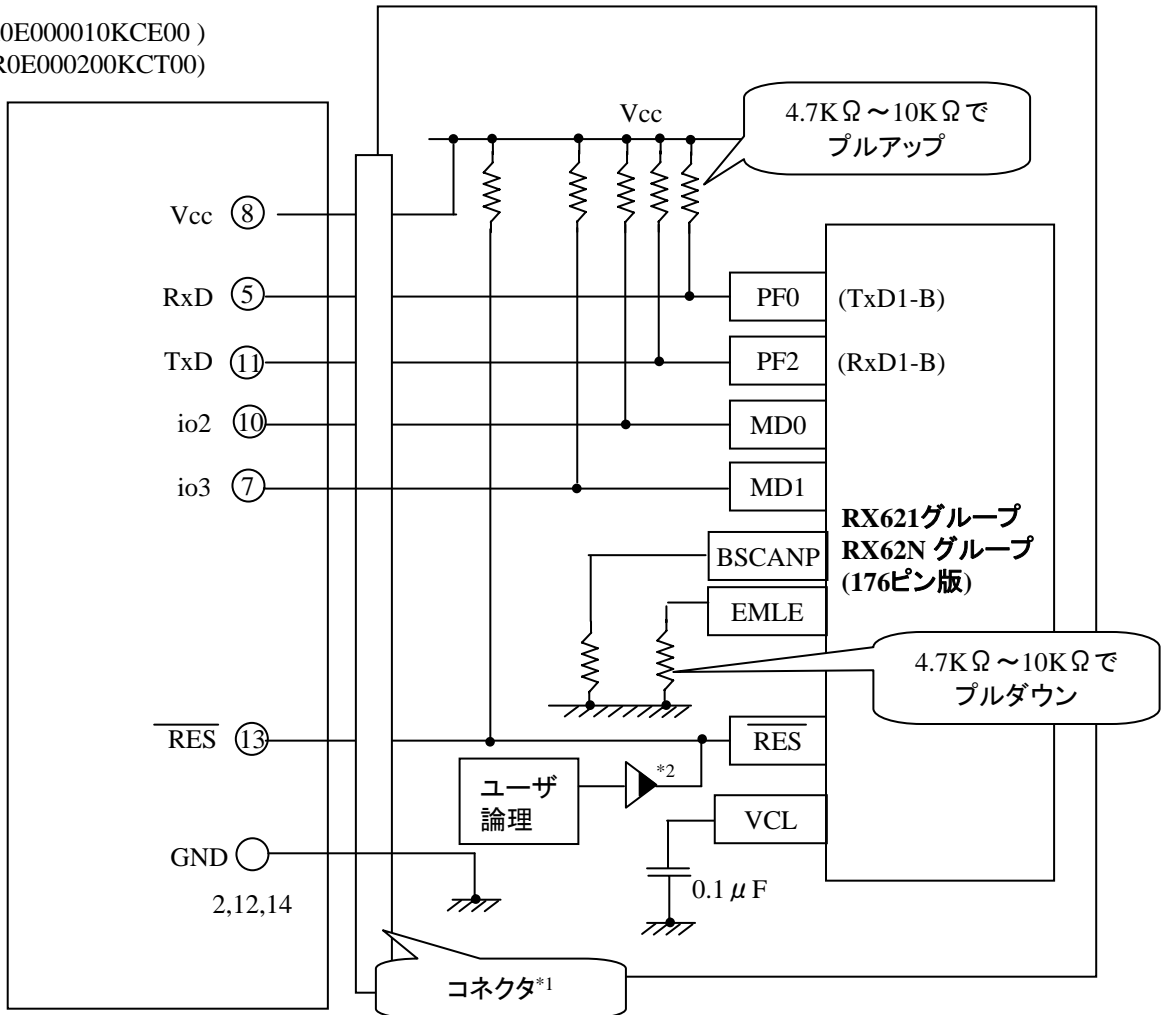 0E000010KCE00 )
R0E000200KCT00)
Vcc
4.7KΩ～10KΩで
プルアップ
Vcc ⑧
RxD ⑤
PF0
(TxD1-B)
TxD ⑪
PF2
(RxD1-B)
io2 ⑩
MD0
io3 ⑦
MD1
RX621グループ
RX62N グループ
(176ピン版)
BSCANP
EMLE
4.7KΩ～10KΩで
プルダウン
RES ⑬
RES
*2
ユーザ
論理
VCL
GND
2,12,14
0.1μF
コネクタ*1